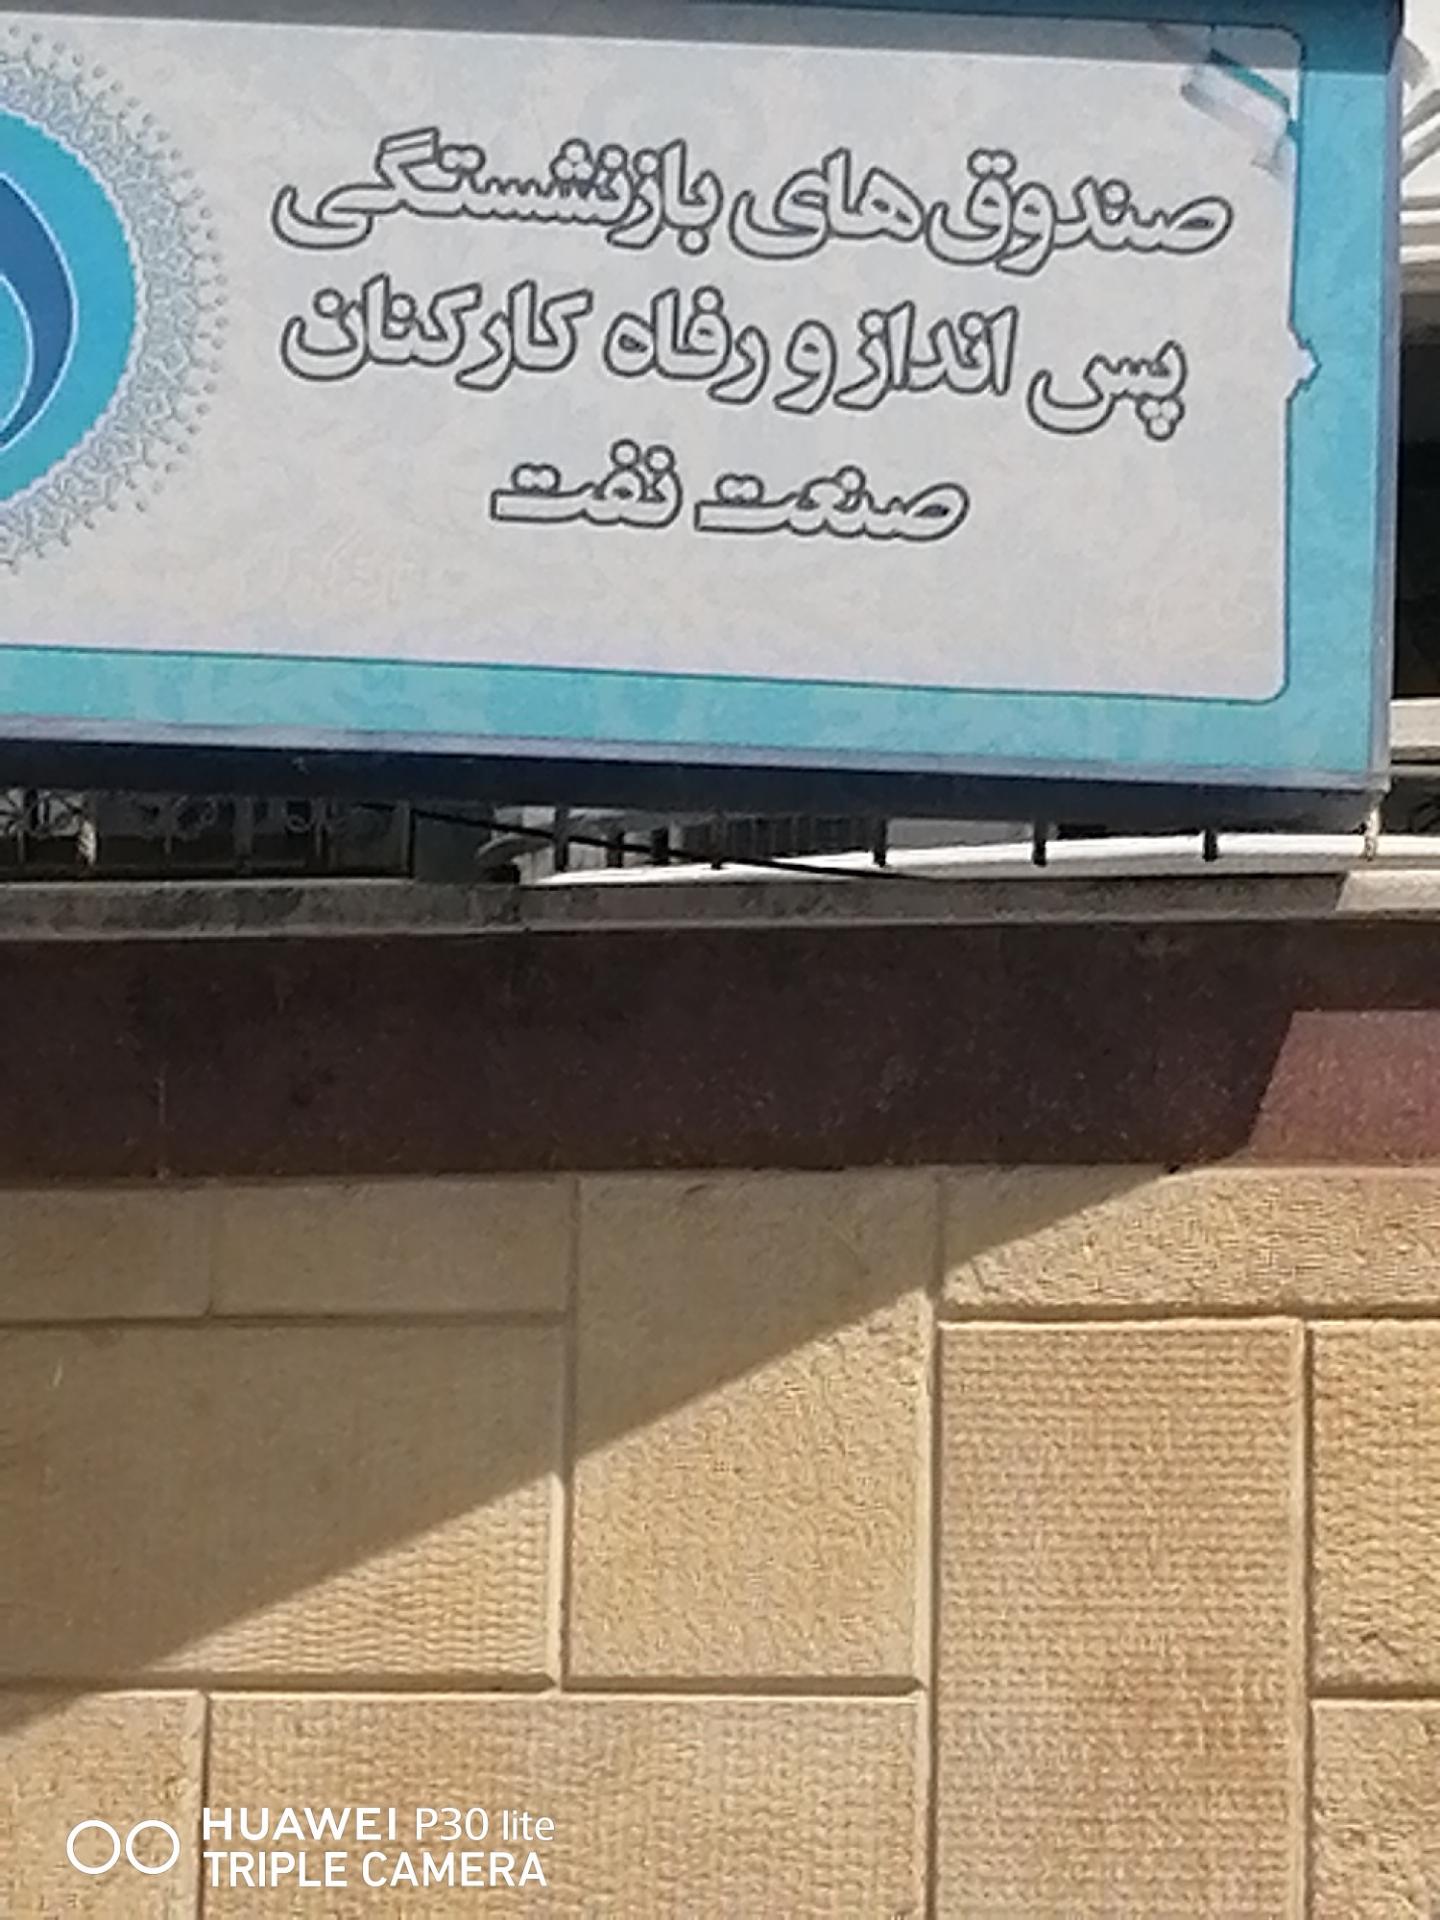 صندوق‌های بازنشستگی
پس انداز و رفاه کارکنان
صنعت نفت
HUAWEI P30 lite
TRIPLE CAMERA